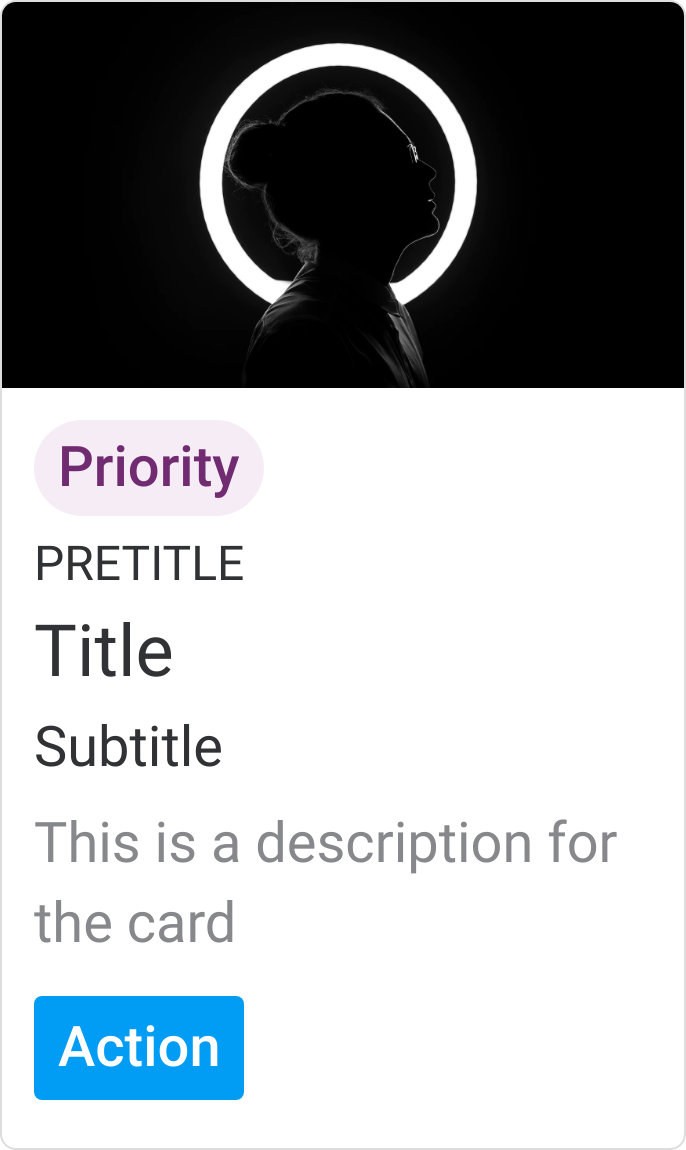 Priority
PRETITLE
Title
Subtitle
This is a description for
the card
Action